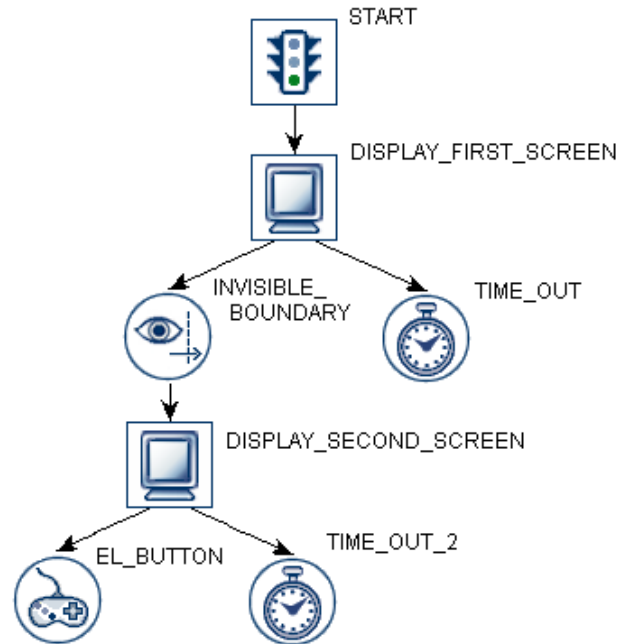 START
DISPLAY_FIRST_SCREEN
INVISIBLE_
BOUNDARY
TIME_OUT
DISPLAY_SECOND_SCREEN
EL_BUTTON
TIME_OUT_2